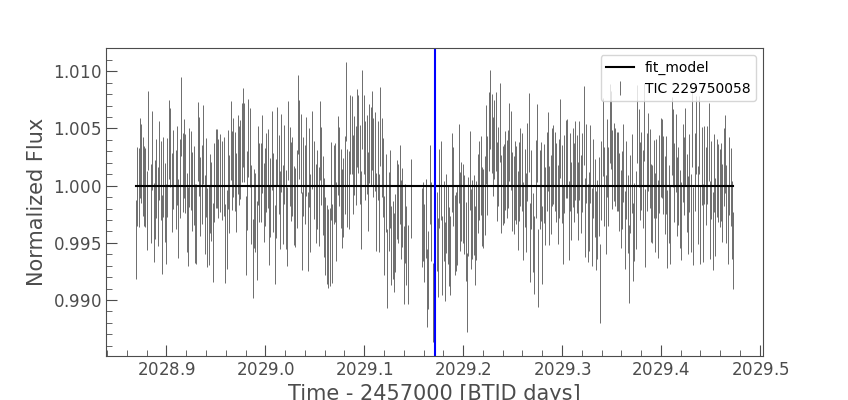 1.010
1.005
1.000
0.995
0.990
Normalized Flux
fit_model
TIC 229750058
2028.9 2029.0 2029.1 2029.2 2029.3 2029.4 2029.5
Time - 2457000 [BTJD days]